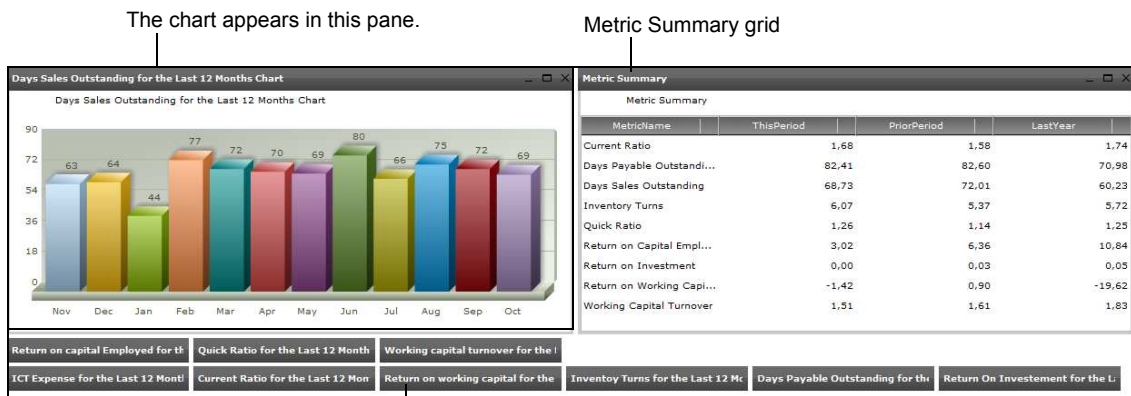 The chart appears in this pane.
Metric Summary grid
Days Sales Outstanding for the Last 12 Months Chart
Days Sales Outstanding for the Last 12 Months Chart
90
72
54
36
18
0
63
64
44
77
72
70
69
80
66
75
72
69
Nov Dec Jan Feb Mar Apr May Jun Jul Aug Sep Oct
Metric Summary
Metric Summary
MetricName ThisPeriod PriorPeriod LastYear
Current Ratio 1,68 1,58 1,74
Days Payable Outstandi... 82,41 82,60 70,98
Days Sales Outstanding 68,73 72,01 60,23
Inventory Turns 6,07 5,37 5,72
Quick Ratio 1,26 1,14 1,25
Return on Capital Empl... 3,02 6,36 10,84
Return on Investment 0,00 0,03 0,05
Return on Working Capi... -1,42 0,90 -19,62
Working Capital Turnover 1,51 1,61 1,83
Return on capital Employed for th
Quick Ratio for the Last 12 Month
Working capital turnover for the
ICT Expense for the Last 12 Month
Current Ratio for the Last 12 Mon
Return on working capital for the
Inventoy Turns for the Last 12 Mo
Days Payable Outstanding for the
Return On Investement for the La